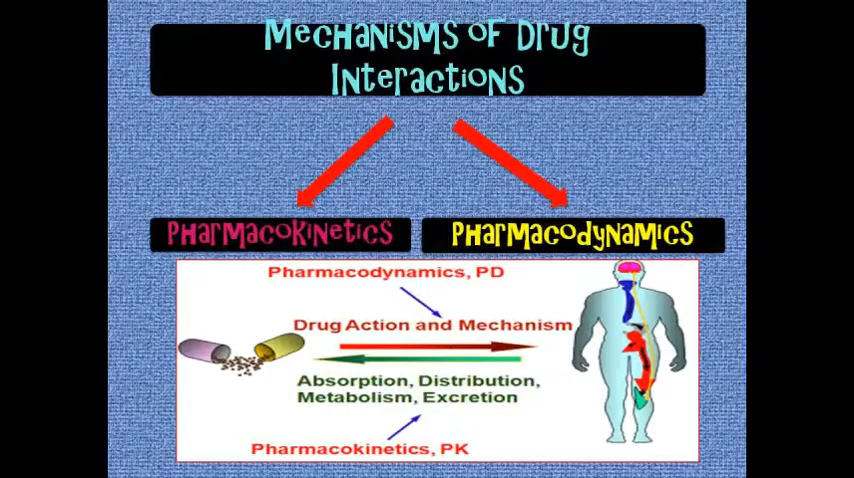 Mechanisms of Drug
Interactions
Pharmacokinetics
Pharmacodynamics
Pharmacodynamics, PD
Drug Action and Mechanism
Absorption, Distribution,
Metabolism, Excretion
Pharmacokinetics, PK